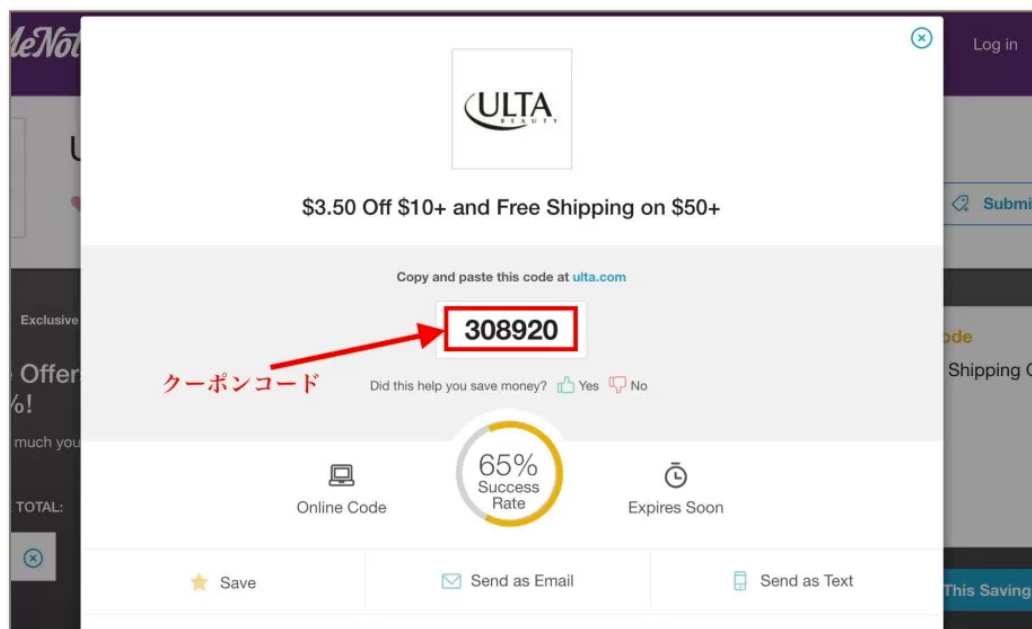 Log in
ULTA
BEAUTY
$3.50 Off $10+ and Free Shipping on $50+
Copy and paste this code at ulta.com
308920
クーポンコード
Did this help you save money? Yes No
65%
Success
Rate
Online Code
Expires Soon
Save
Send as Email
Send as Text
Exclusive
Offer
%!
much you
TOTAL:
Submi
ode
Shipping
This Saving